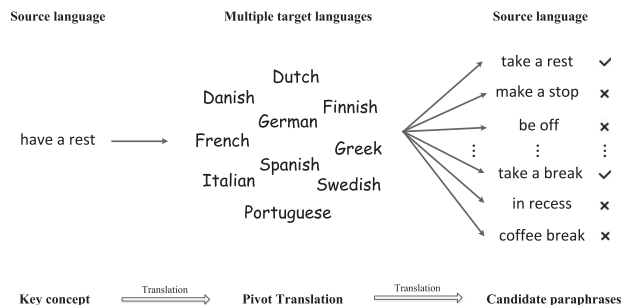 Source language
Multiple target languages
Source language
have a rest
Dutch
Danish
Finnish
German
French
Greek
Spanish
Italian
Swedish
Portuguese
take a rest ✓
make a stop ×
be off ×
⋮ ⋮ ⋮
take a break ✓
in recess ×
coffee break ×
Key concept
Translation
Pivot Translation
Translation
Candidate paraphrases